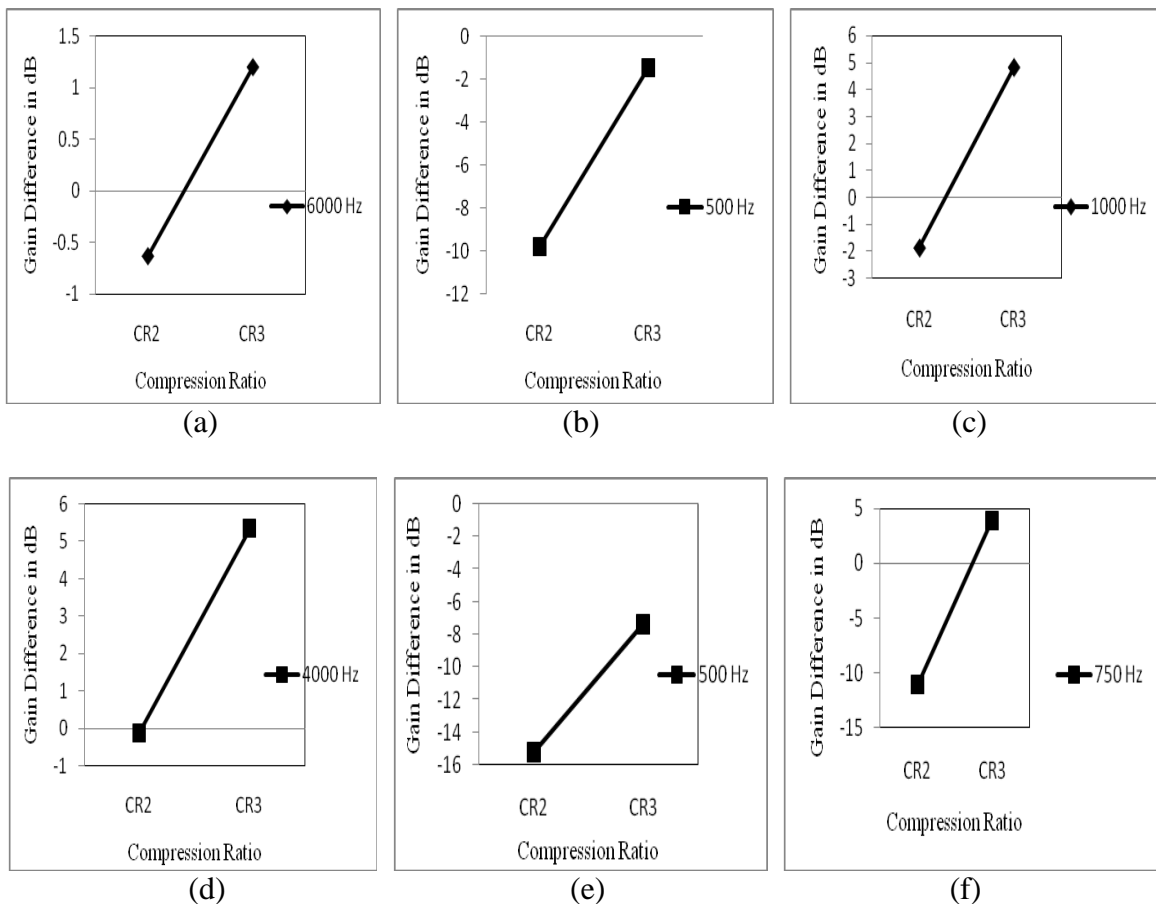 Gain Difference in dB
1.5
1
0.5
0
-0.5
-1
CR2 CR3
Compression Ratio
6000 Hz
(a)
Gain Difference in dB
0
-2
-4
-6
-8
-10
-12
CR2 CR3
Compression Ratio
500 Hz
(b)
Gain Difference in dB
6
5
4
3
2
1
0
-1
-2
-3
CR2 CR3
Compression Ratio
1000 Hz
(c)
Gain Difference in dB
6
5
4
3
2
1
0
-1
CR2 CR3
Compression Ratio
4000 Hz
(d)
Gain Difference in dB
0
-2
-4
-6
-8
-10
-12
-14
-16
CR2 CR3
Compression Ratio
500 Hz
(e)
Gain Difference in dB
5
0
-5
-10
-15
CR2 CR3
Compression Ratio
750 Hz
(f)